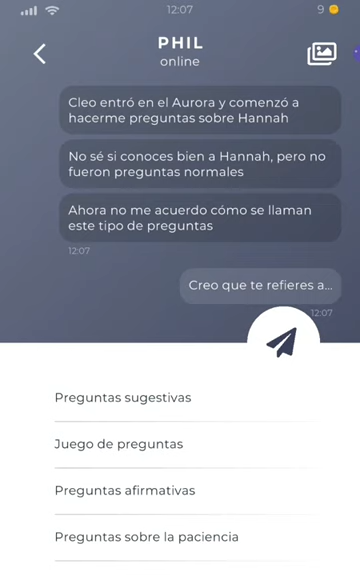 12:07
9
PHIL
online
Cleo entró en el Aurora y comenzó a
hacerme preguntas sobre Hannah
No sé si conoces bien a Hannah, pero no
fueron preguntas normales
Ahora no me acuerdo cómo se llaman
este tipo de preguntas
12:07
Creo que te refieres a...
12:07
Preguntas sugestivas
Juego de preguntas
Preguntas afirmativas
Preguntas sobre la paciencia